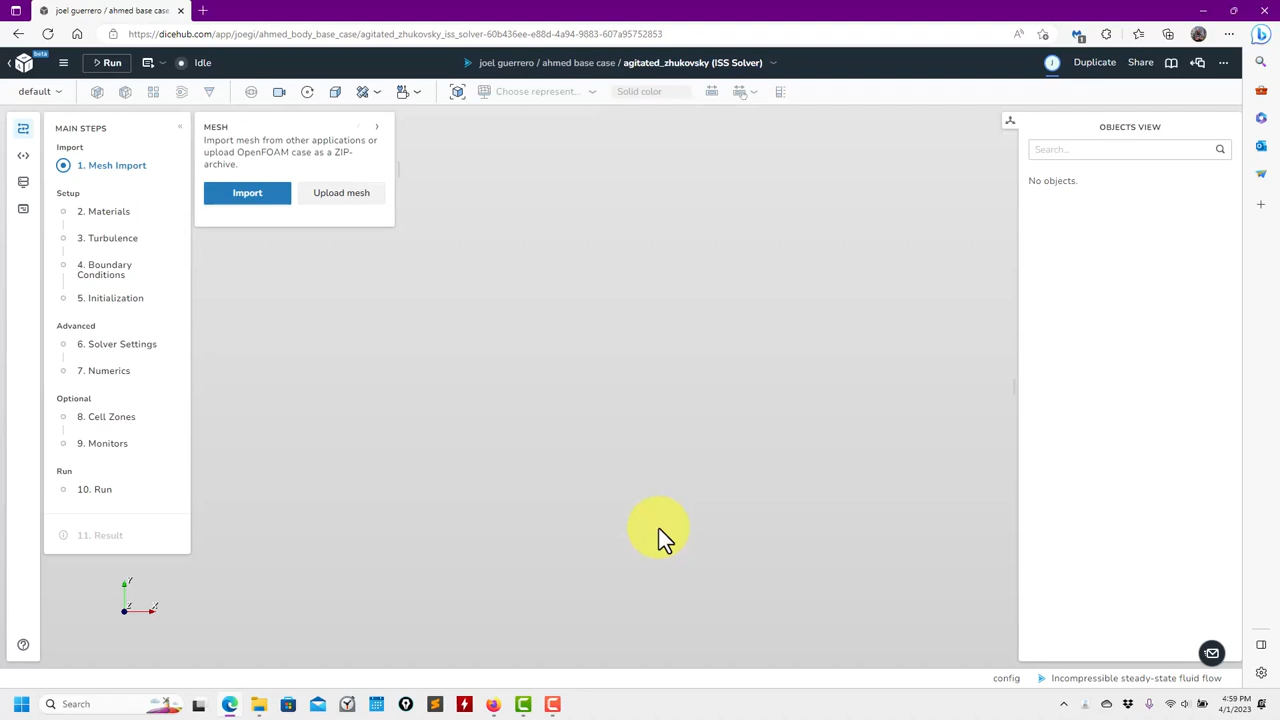 joel guerrero / ahmed base case
https://dicehub.com/app/joegi/ahmed_body_base_case/agitated_zhukovsky_iss_solver-60b436ee-e88d-4a94-9883-607a95752853
beta
Run
Idle
joel guerrero / ahmed base case / agitated_zhukovsky (ISS Solver)
J
Duplicate
Share
default
Choose represent...
Solid color
MAIN STEPS
Import
1. Mesh Import
Setup
2. Materials
3. Turbulence
4. Boundary
Conditions
5. Initialization
Advanced
6. Solver Settings
7. Numerics
Optional
8. Cell Zones
9. Monitors
Run
10. Run
11. Result
MESH
Import mesh from other applications or
upload OpenFOAM case as a ZIP-
archive.
Import
Upload mesh
OBJECTS VIEW
Search...
No objects.
Y
Z
X
config
Incompressible steady-state fluid flow
Search
4:59 PM
4/1/2023